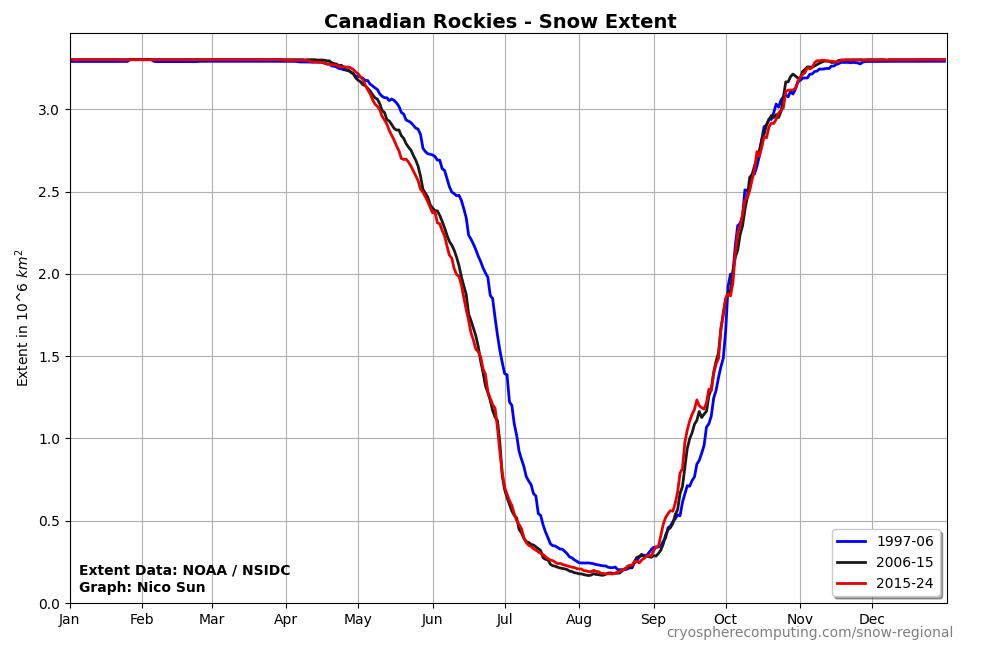 Canadian Rockies - Snow Extent
Extent in 10^6 km²
3.0
2.5
2.0
1.5
1.0
0.5
0.0
1997-06
2006-15
2015-24
Extent Data: NOAA / NSIDC
Graph: Nico Sun
Jan Feb Mar Apr May Jun Jul Aug Sep Oct Nov Dec
cryospherecomputing.com/snow-regional